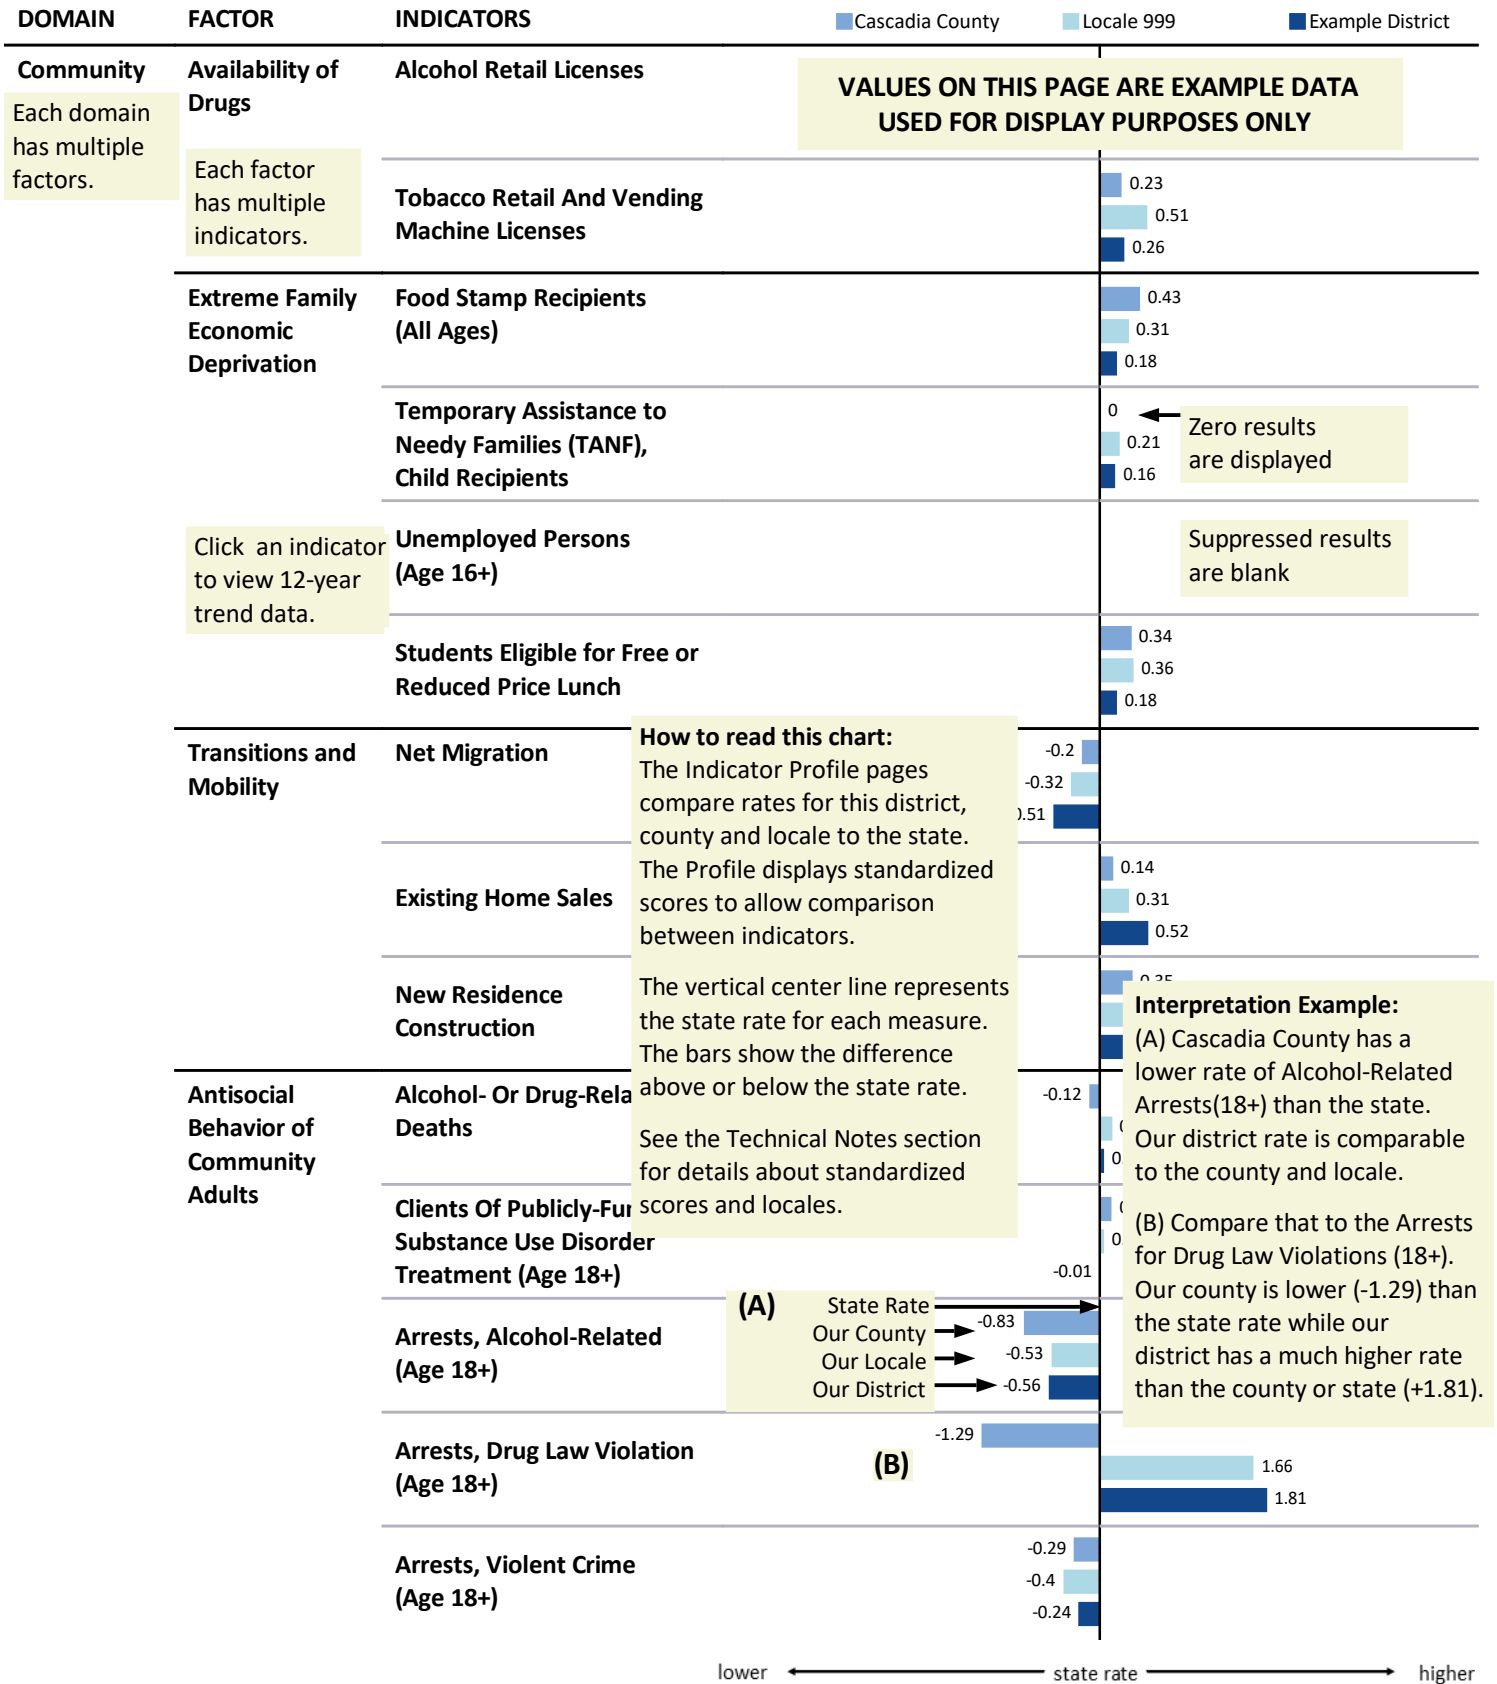 DOMAIN FACTOR INDICATORS Cascadia County Locale 999 Example District
Community
Each domain
has multiple
factors.
Availability of
Drugs
Each factor
has multiple
indicators.
Alcohol Retail Licenses
VALUES ON THIS PAGE ARE EXAMPLE DATA
USED FOR DISPLAY PURPOSES ONLY
Tobacco Retail And Vending
Machine Licenses
0.23
0.51
0.26
Extreme Family
Economic
Deprivation
Food Stamp Recipients
(All Ages)
0.43
0.31
0.18
Temporary Assistance to
Needy Families (TANF),
Child Recipients
0
0.21
0.16
Zero results
are displayed
Click an indicator
to view 12-year
trend data.
Unemployed Persons
(Age 16+)
Suppressed results
are blank
Students Eligible for Free or
Reduced Price Lunch
0.34
0.36
0.18
Transitions and
Mobility
Net Migration
-0.2
-0.32
.51
How to read this chart:
The Indicator Profile pages
compare rates for this district,
county and locale to the state.
The Profile displays standardized
scores to allow comparison
between indicators.
The vertical center line represents
the state rate for each measure.
The bars show the difference
above or below the state rate.
See the Technical Notes section
for details about standardized
scores and locales.
Existing Home Sales
0.14
0.31
0.52
New Residence
Construction
Interpretation Example:
(A) Cascadia County has a
lower rate of Alcohol-Related
Arrests(18+) than the state.
Our district rate is comparable
to the county and locale.
(B) Compare that to the Arrests
for Drug Law Violations (18+).
Our county is lower (-1.29) than
the state rate while our
district has a much higher rate
than the county or state (+1.81).
Antisocial
Behavior of
Community
Adults
Alcohol- Or Drug-Rela
Deaths
-0.12
0.
Clients Of Publicly-Fu
Substance Use Disorder
Treatment (Age 18+)
0.
-0.01
Arrests, Alcohol-Related
(Age 18+)
(A)
State Rate
Our County
Our Locale
Our District
-0.83
-0.53
-0.56
Arrests, Drug Law Violation
(Age 18+)
(B)
-1.29
1.66
1.81
Arrests, Violent Crime
(Age 18+)
-0.29
-0.4
-0.24
lower state rate higher